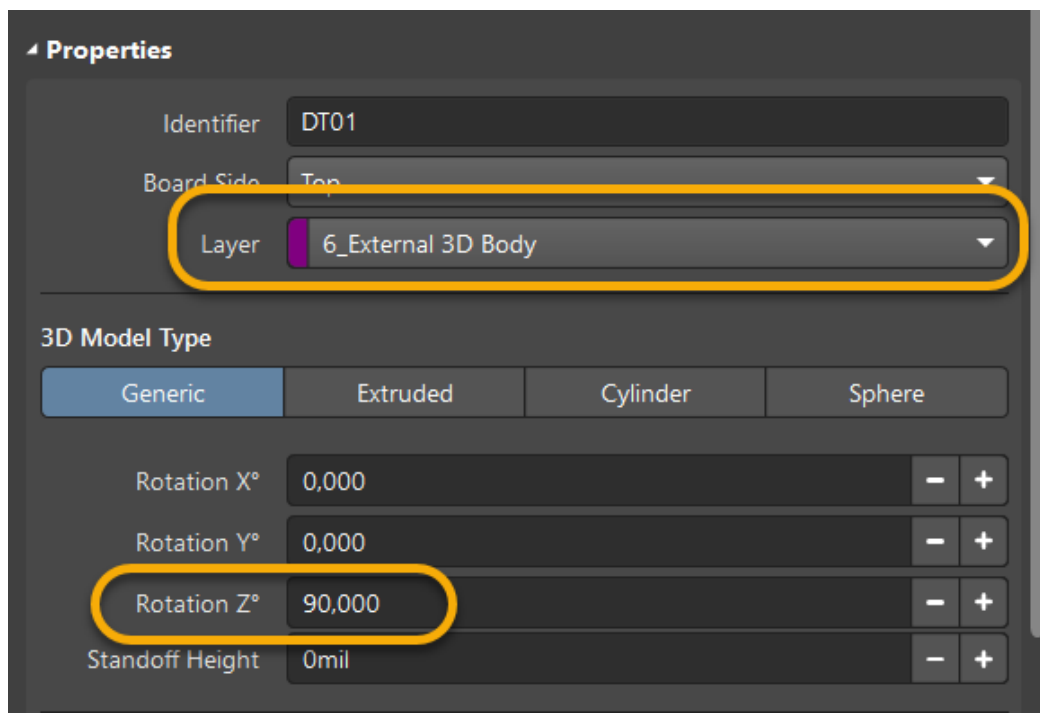 Properties
Identifier DT01
Board Side Top
Layer 6_External 3D Body
3D Model Type
Generic Extruded Cylinder Sphere
Rotation X° 0,000
Rotation Y° 0,000
Rotation Z° 90,000
Standoff Height 0mil